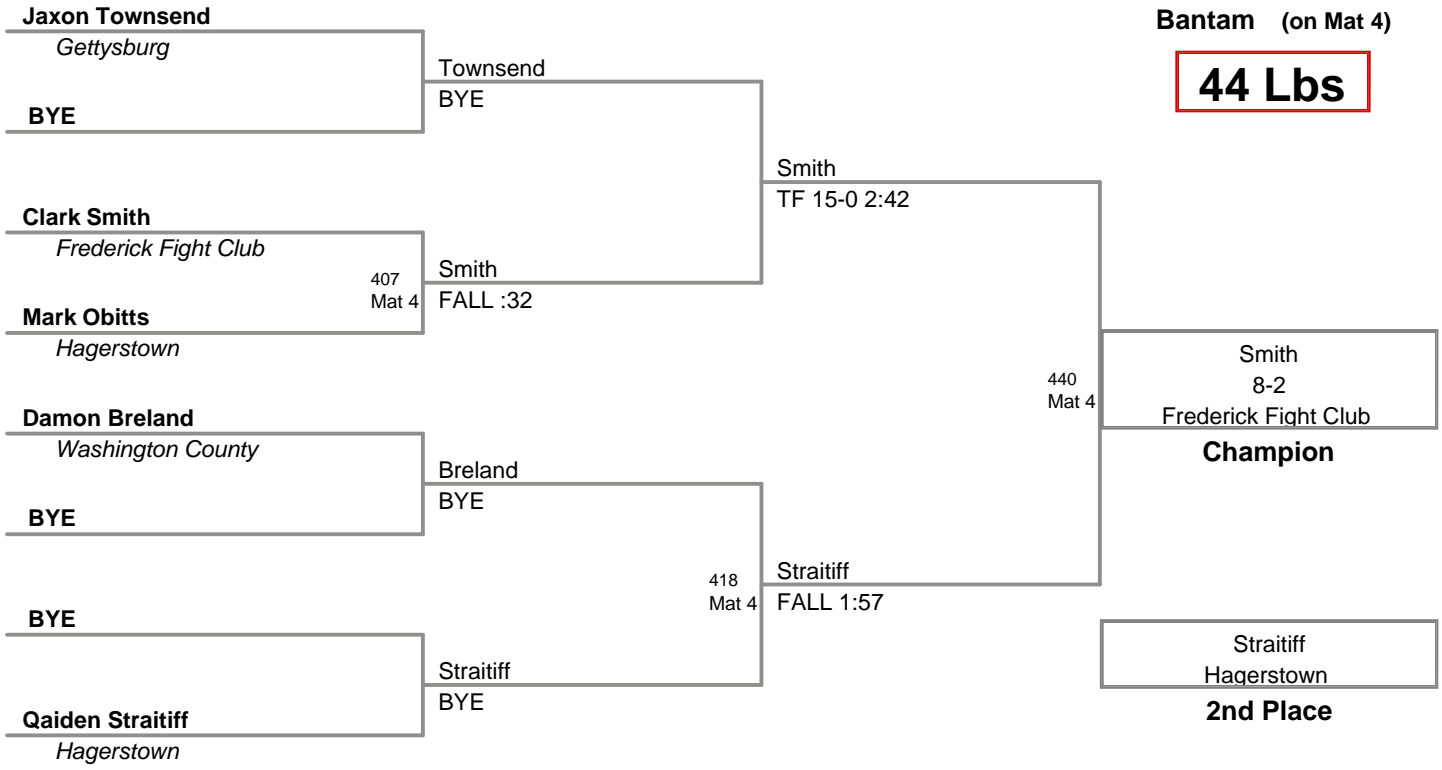 Jaxon Townsend
Gettysburg
BYE
Clark Smith
Frederick Fight Club
407
Mat 4
Mark Obitts
Hagerstown
Damon Breland
Washington County
BYE
BYE
Qaiden Straitiff
Hagerstown
Townsend
BYE
Smith
FALL :32
Breland
BYE
418
Mat 4
Straitiff
BYE
Smith
TF 15-0 2:42
Straitiff
FALL 1:57
440
Mat 4
Bantam (on Mat 4)
44 Lbs
Smith
8-2
Frederick Fight Club
Champion
Straitiff
Hagerstown
2nd Place